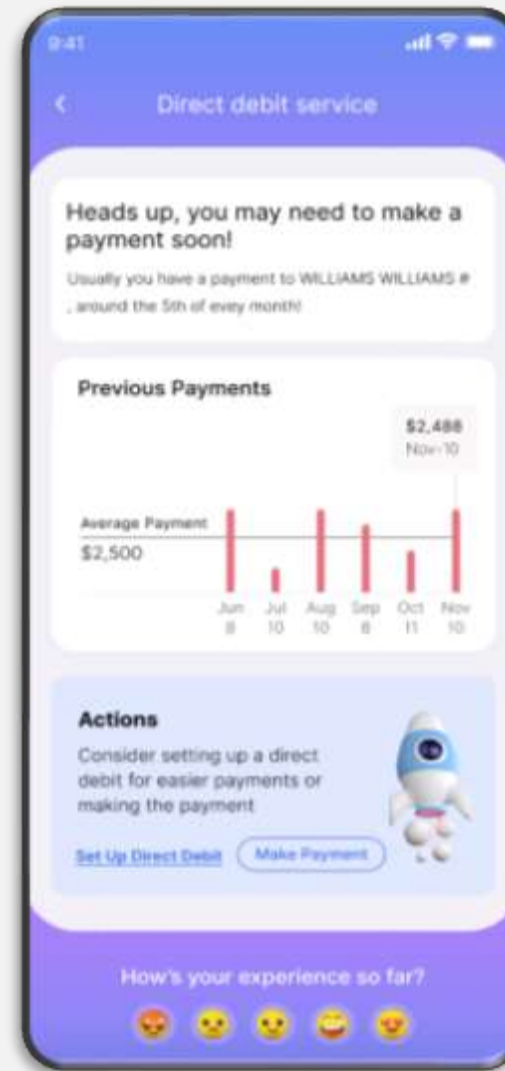 9:41
Direct debit service
Heads up, you may need to make a
payment soon!
Usually you have a payment to WILLIAMS WILLIAMS #
, around the 5th of evey month!
Previous Payments
$2,488
Nov-10
Average Payment
$2,500
Jun Jul Aug Sep Oct Nov
8 10 10 8 11 10
Actions
Consider setting up a direct
debit for easier payments or
making the payment
Set Up Direct Debit Make Payment
How's your experience so far?